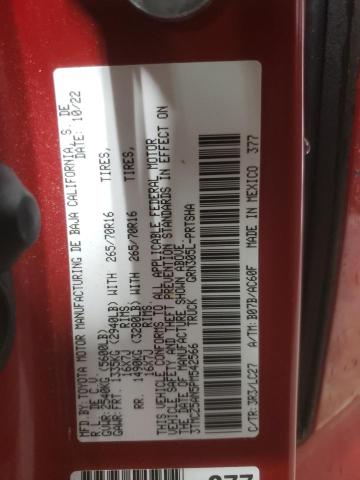 MFD. BY: TOYOTA MOTOR MANUFACTURING DE BAJA CALIFORNIA, S. DE
R.L. DE C.V. DATE: 10/22
GVWR: 2540KG (5600LB)
GAWR: FRT. 1335KG (2940LB) WITH 265/70R16 TIRES,
16X7J RIMS
RR. 1490KG (3280LB) WITH 265/70R16 TIRES,
16X7J RIMS.
THIS VEHICLE CONFORMS TO ALL APPLICABLE FEDERAL MOTOR
VEHICLE SAFETY AND THEFT PREVENTION STANDARDS IN EFFECT ON
THE DATE OF MANUFACTURE SHOWN ABOVE.
3TMCZ5AN5PM542566 TRUCK GRN305L-PRTSHA
C/TR: 3R3/LC27 A/TM: B07B/AC60F MADE IN MEXICO 377
377